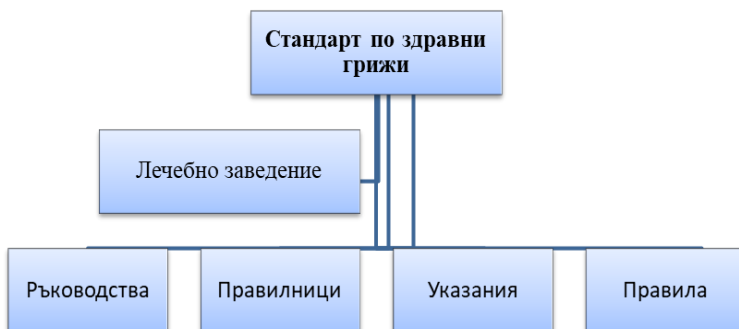 Стандарт по здравни
грижи
Лечебно заведение
Ръководства
Правилници
Указания
Правила